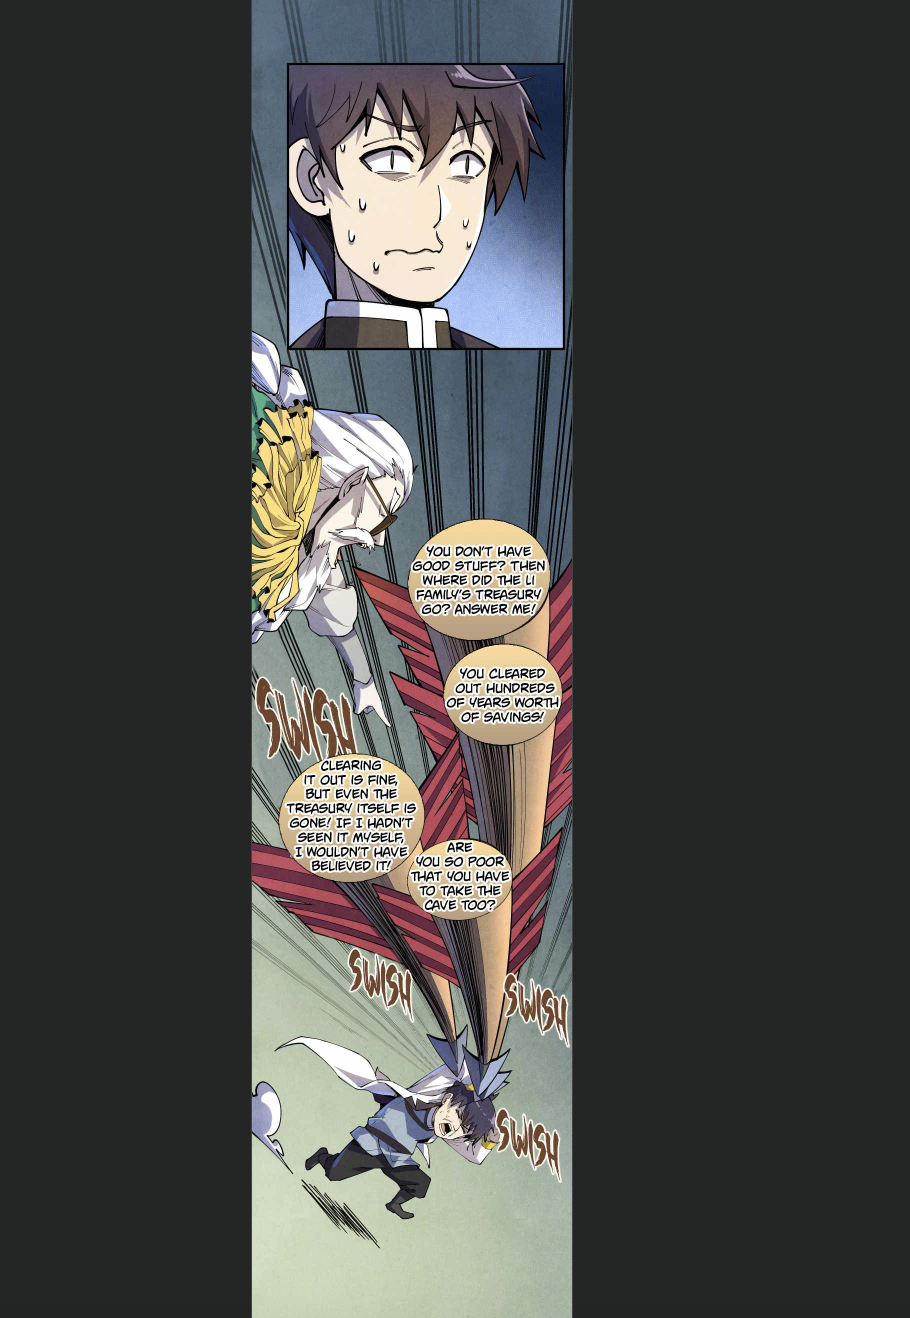 YOU DON'T HAVE
GOOD STUFF? THEN
WHERE DID THE LI
FAMILY'S TREASURY
GO? ANSWER ME!
YOU CLEARED
OUT HUNDREDS
OF YEARS WORTH
OF SAVINGS!
SWISH
CLEARING
IT OUT IS FINE,
BUT EVEN THE
TREASURY ITSELF IS
GONE! IF I HADN'T
SEEN IT MYSELF,
I WOULDN'T HAVE
BELIEVED IT!
ARE
YOU SO POOR
THAT YOU HAVE
TO TAKE THE
CAVE TOO?
SWISH
SWISH
SWISH